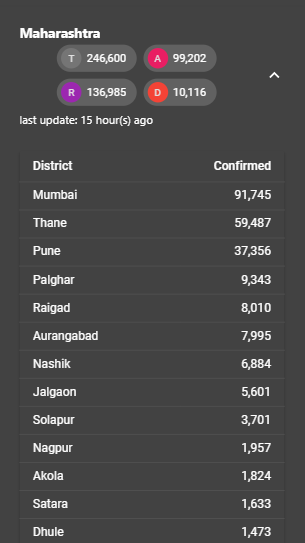 Maharashtra
T 246,600 A 99,202
R 136,985 D 10,116
last update: 15 hour(s) ago
District Confirmed
Mumbai 91,745
Thane 59,487
Pune 37,356
Palghar 9,343
Raigad 8,010
Aurangabad 7,995
Nashik 6,884
Jalgaon 5,601
Solapur 3,701
Nagpur 1,957
Akola 1,824
Satara 1,633
Dhule 1,473